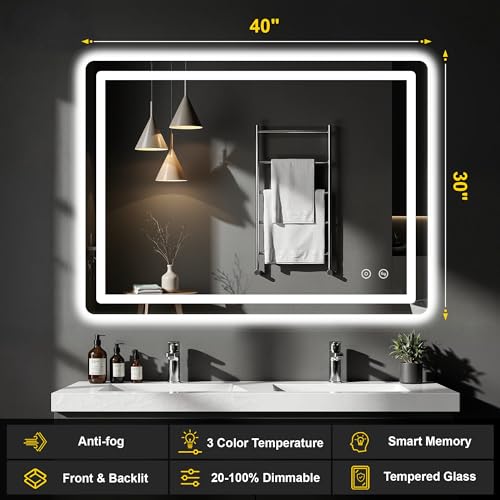 40"
30"
Anti-fog
3 Color Temperature
Smart Memory
Front & Backlit
20-100% Dimmable
Tempered Glass